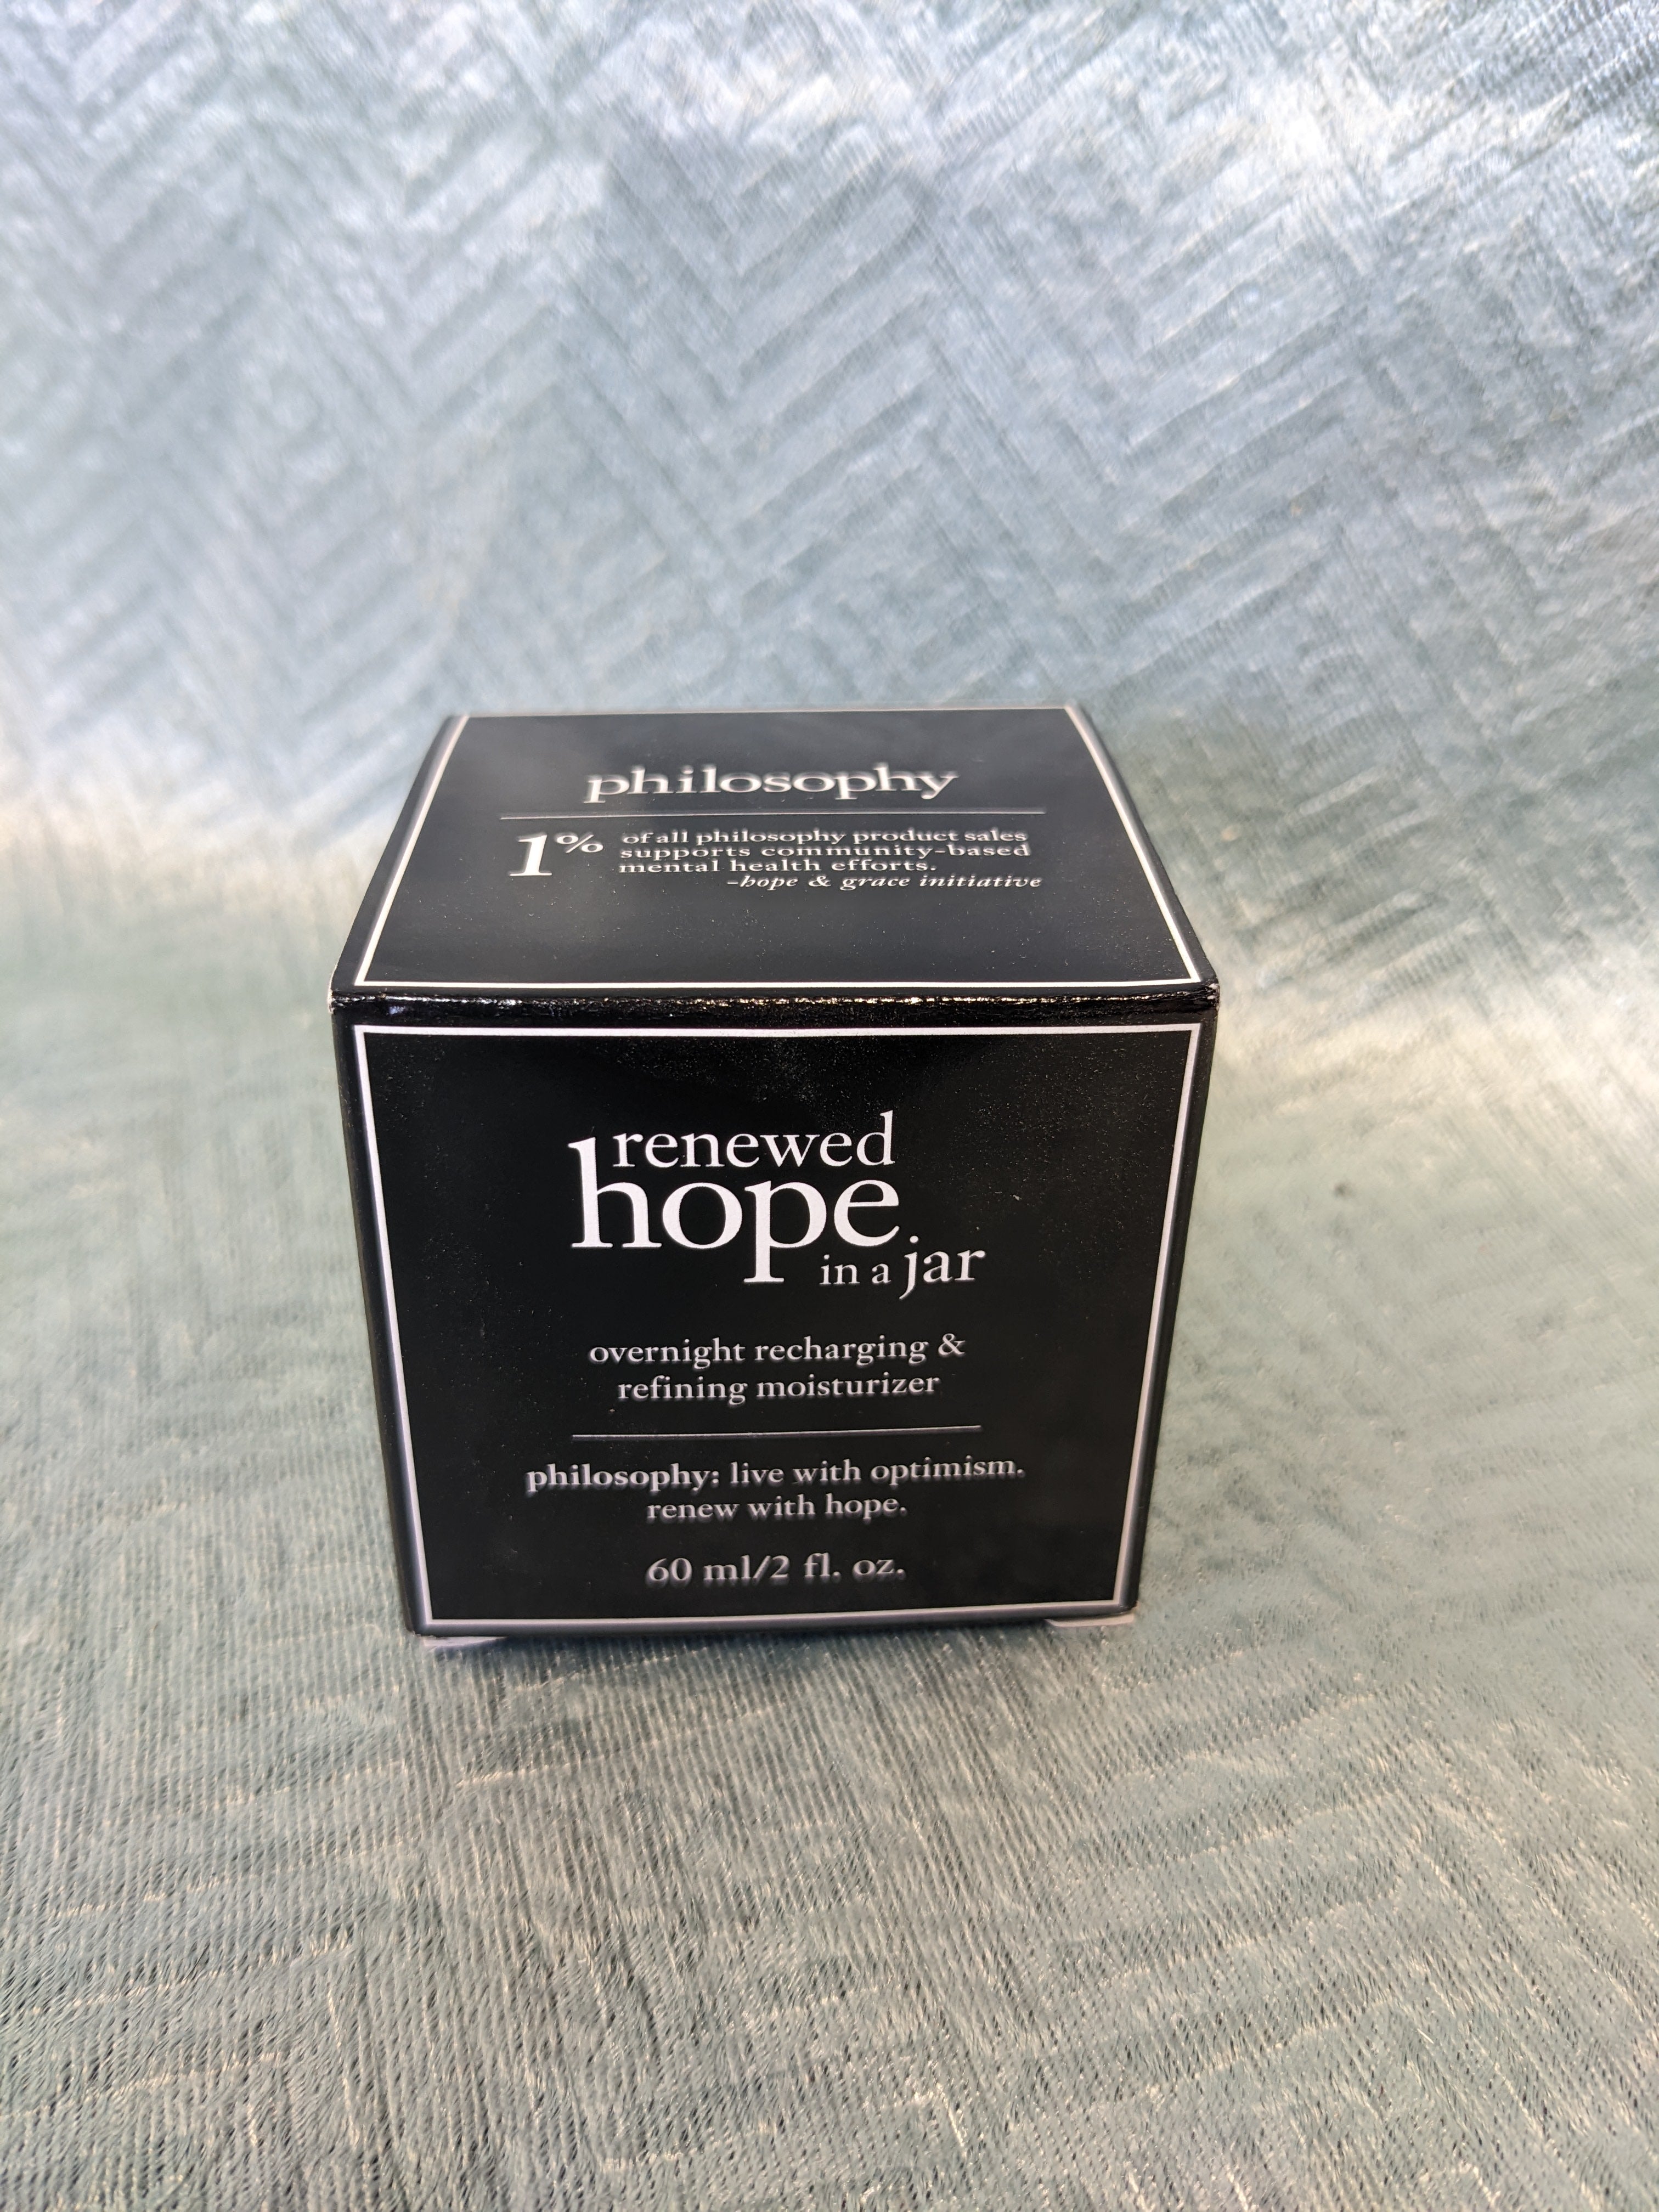 philosophy
1% of all philosophy product sales
supports community-based
mental health efforts.
-hope & grace initiative
renewed
hope
in a jar
overnight recharging &
refining moisturizer
philosophy: live with optimism.
renew with hope.
60 ml/2 fl. oz.